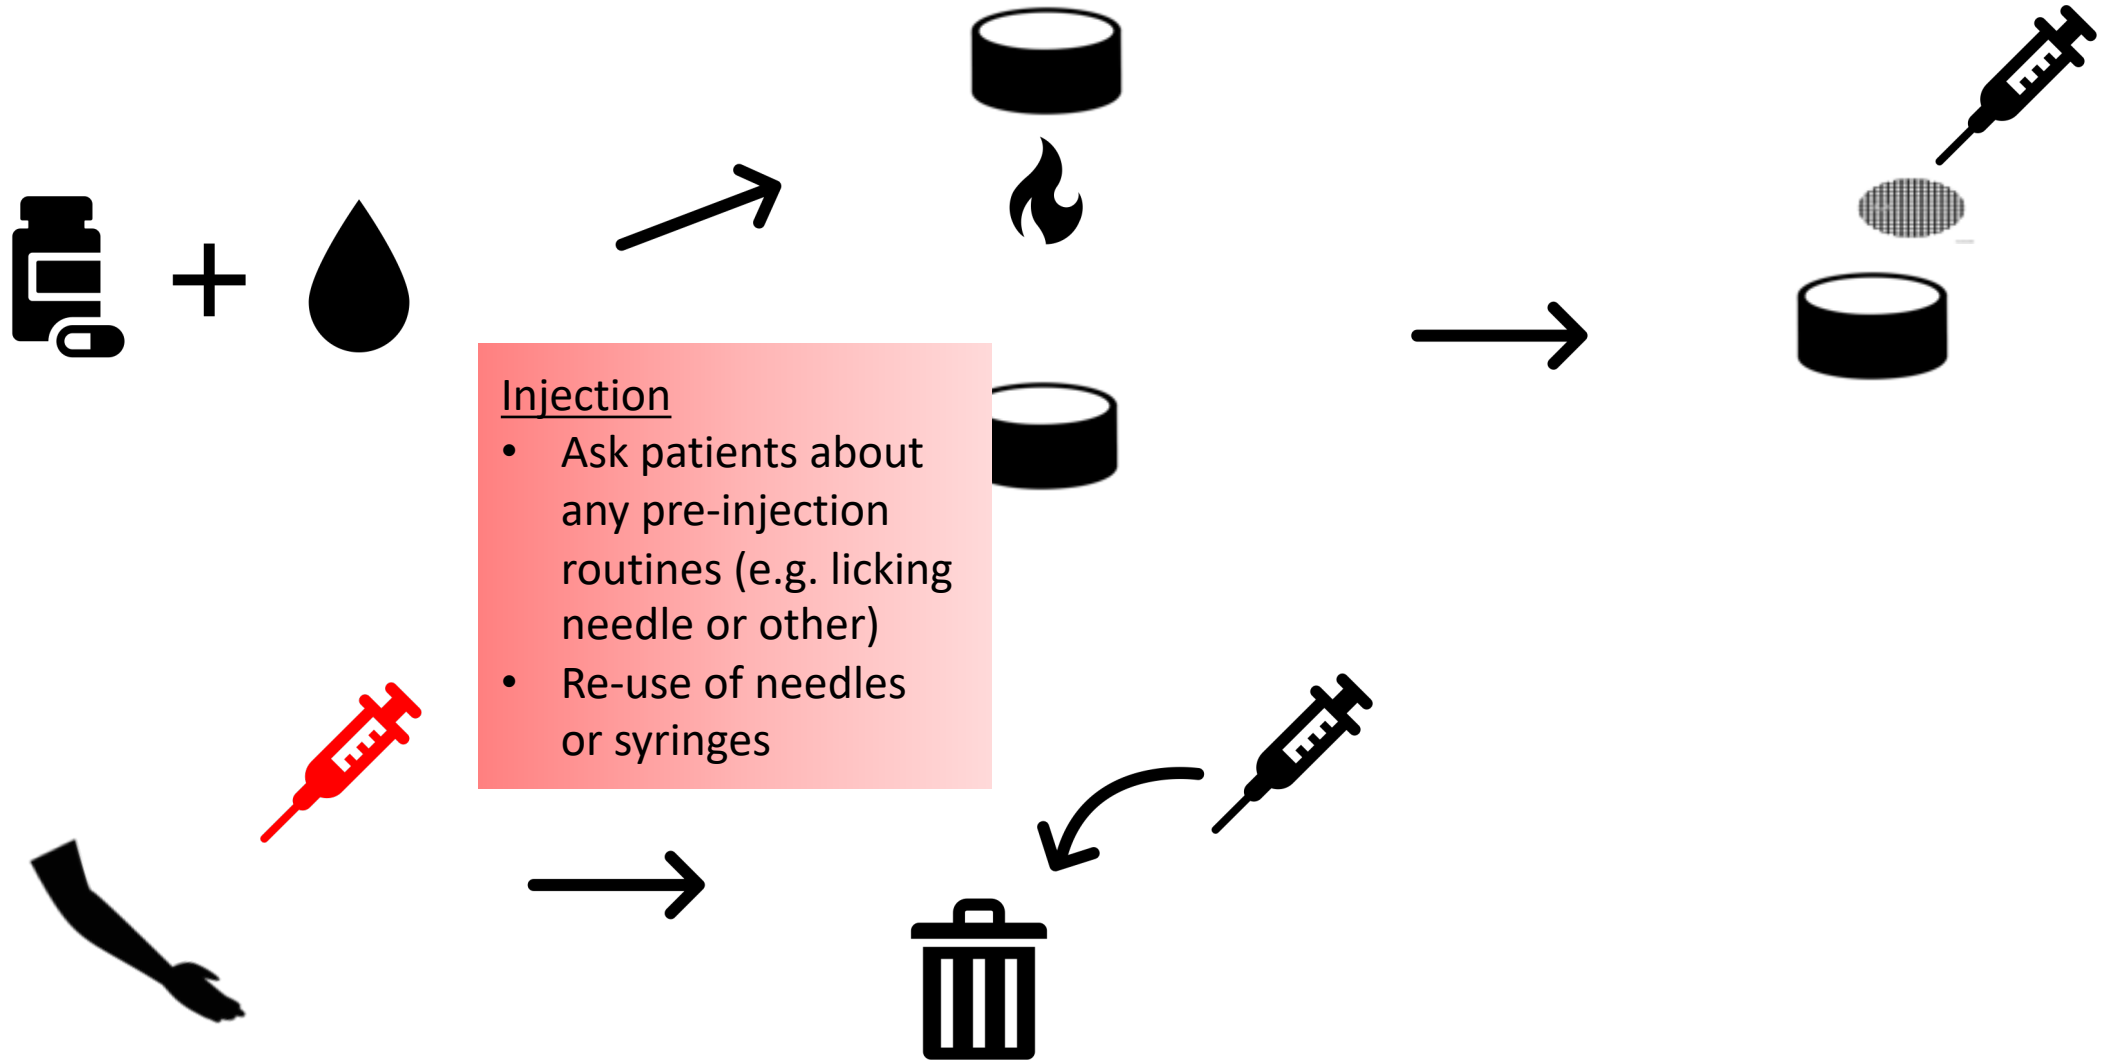 Injection
• Ask patients about
any pre-injection
routines (e.g. licking
needle or other)
• Re-use of needles
or syringes